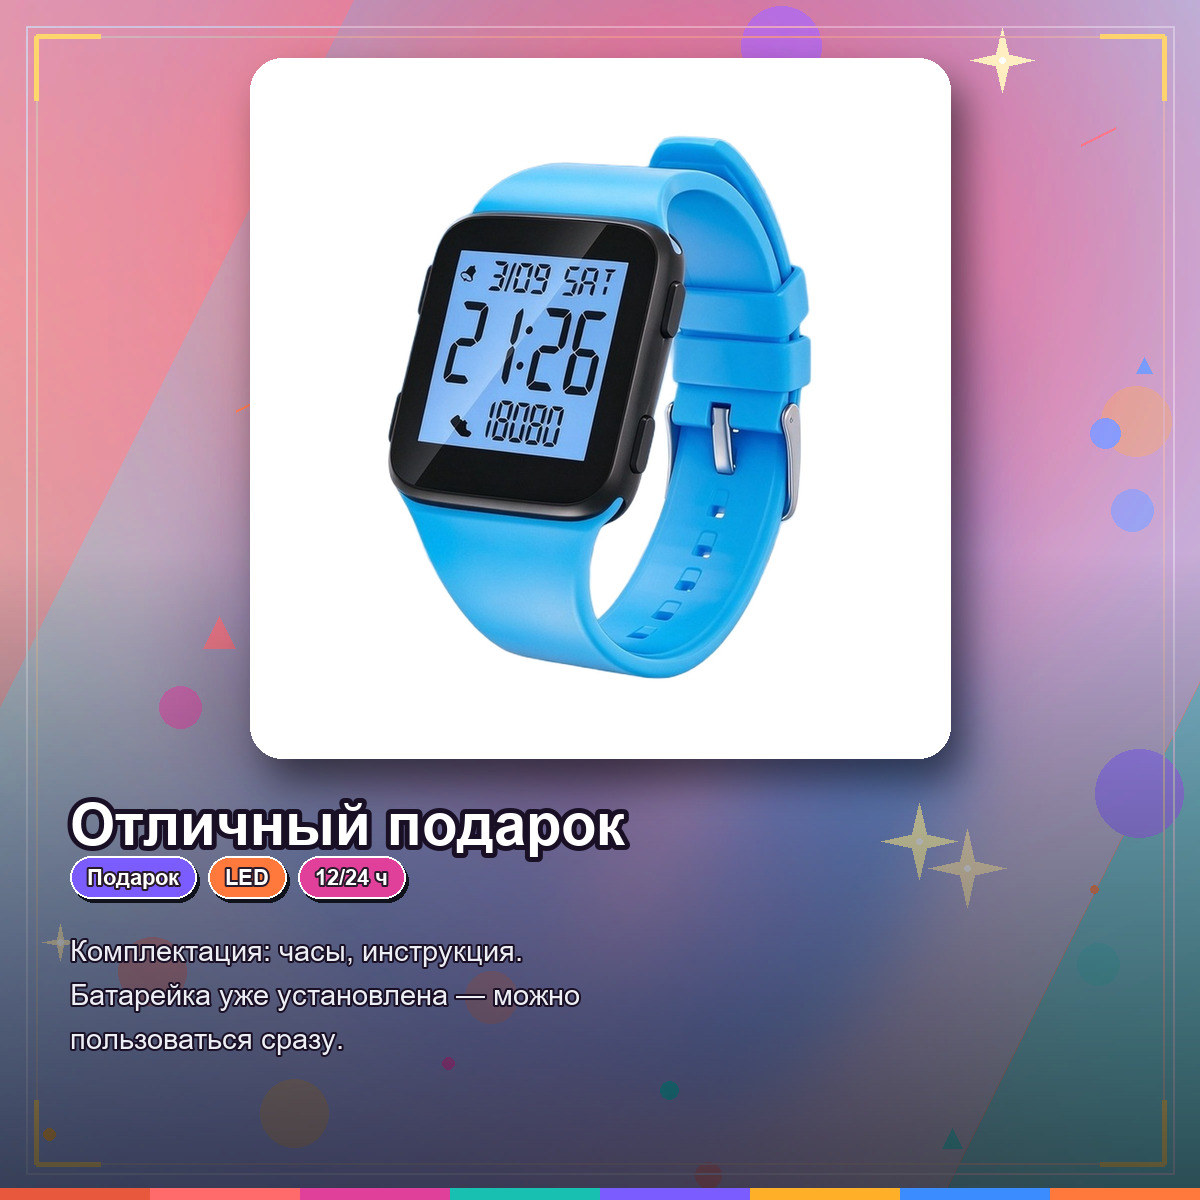 3/09 SAT
21:26
18080
Отличный подарок
Подарок LED 12/24 ч
Комплектация: часы, инструкция.
Батарейка уже установлена — можно
пользоваться сразу.